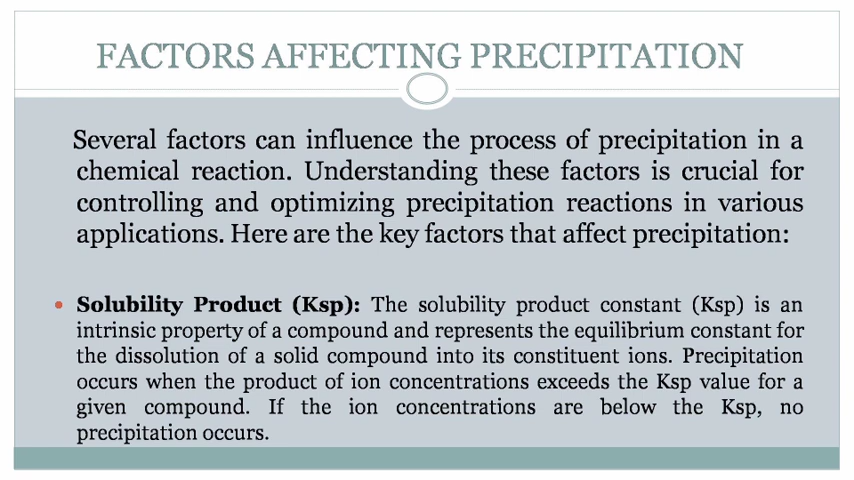 FACTORS AFFECTING PRECIPITATION
Several factors can influence the process of precipitation in a
chemical reaction. Understanding these factors is crucial for
controlling and optimizing precipitation reactions in various
applications. Here are the key factors that affect precipitation:
• Solubility Product (Ksp): The solubility product constant (Ksp) is an
intrinsic property of a compound and represents the equilibrium constant for
the dissolution of a solid compound into its constituent ions. Precipitation
occurs when the product of ion concentrations exceeds the Ksp value for a
given compound. If the ion concentrations are below the Ksp, no
precipitation occurs.